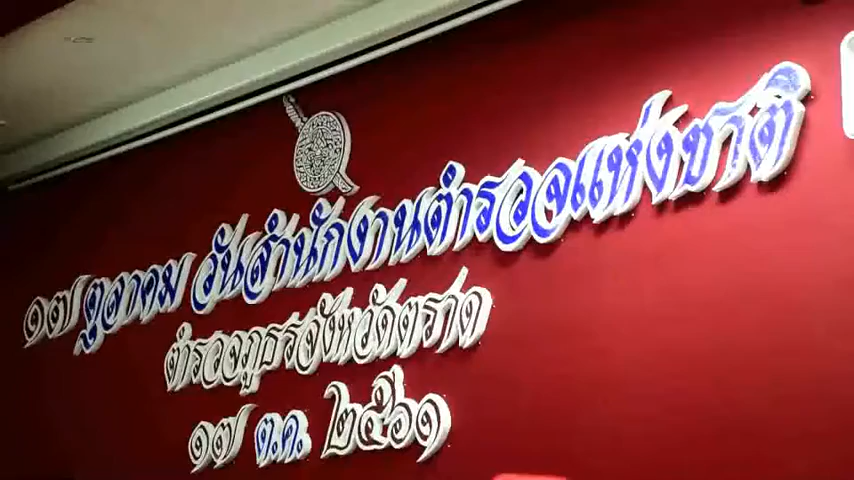 ๑๗ ตุลาคม วันสำนักงานตำรวจแห่งชาติ
ตำรวจภูธรจังหวัดตราด
๑๗ ต.ค. ๒๕๖๑